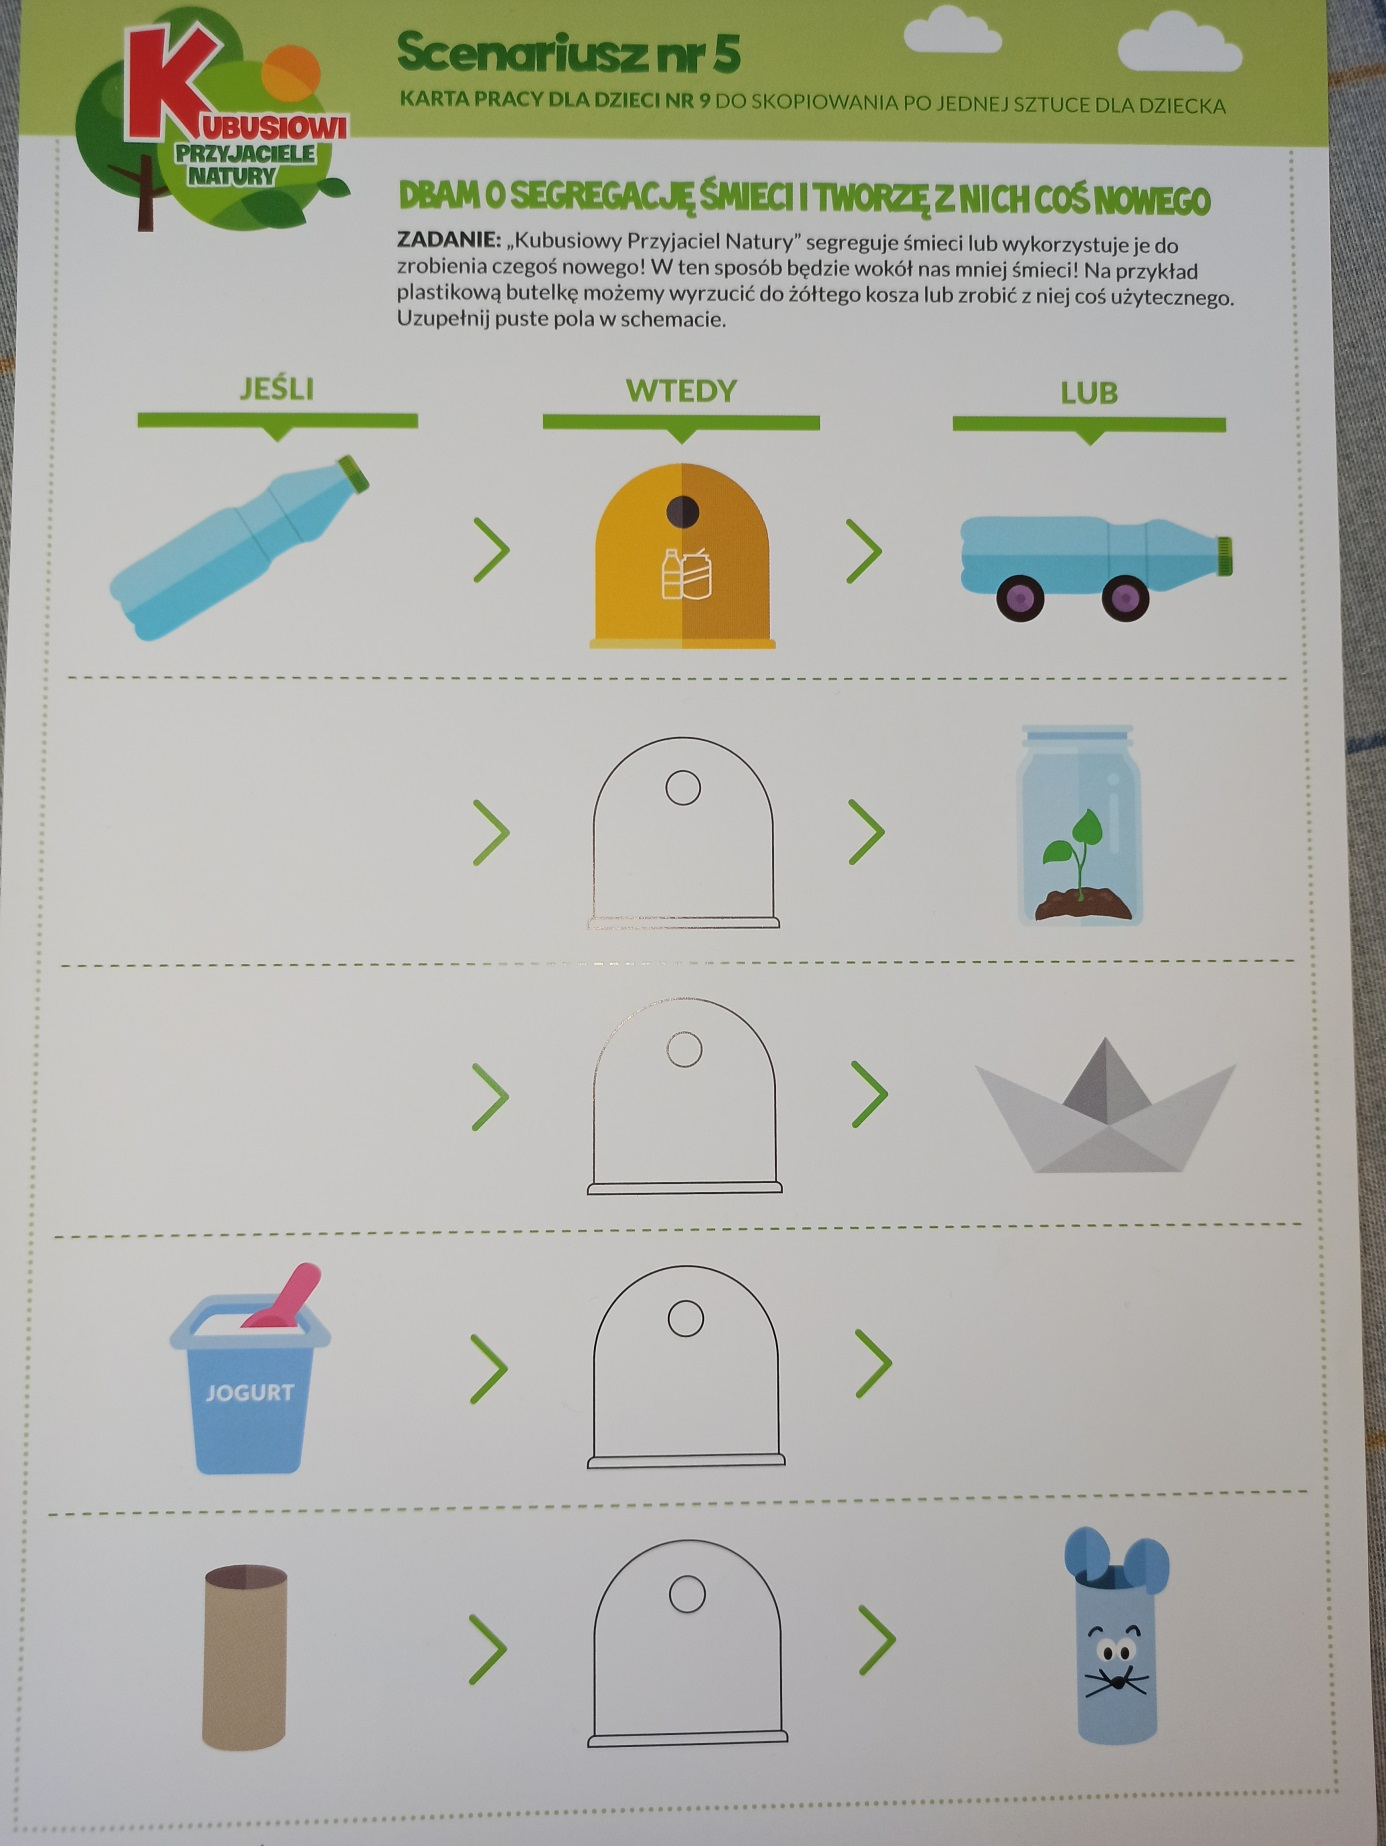 KUBUSIOWI
PRZYJACIELE
NATURY
Scenariusz nr 5
KARTA PRACY DLA DZIECI NR 9 DO SKOPIOWANIA PO JEDNEJ SZTUCE DLA DZIECKA
DBAM O SEGREGACJĘ ŚMIECI I TWORZĘ Z NICH COŚ NOWEGO
ZADANIE: „Kubusiowy Przyjaciel Natury” segreguje śmieci lub wykorzystuje je do
zrobienia czegoś nowego! W ten sposób będzie wokół nas mniej śmieci! Na przykład
plastikową butelkę możemy wyrzucić do żółtego kosza lub zrobić z niej coś użytecznego.
Uzupełnij puste pola w schemacie.
JEŚLI WTEDY LUB
JOGURT